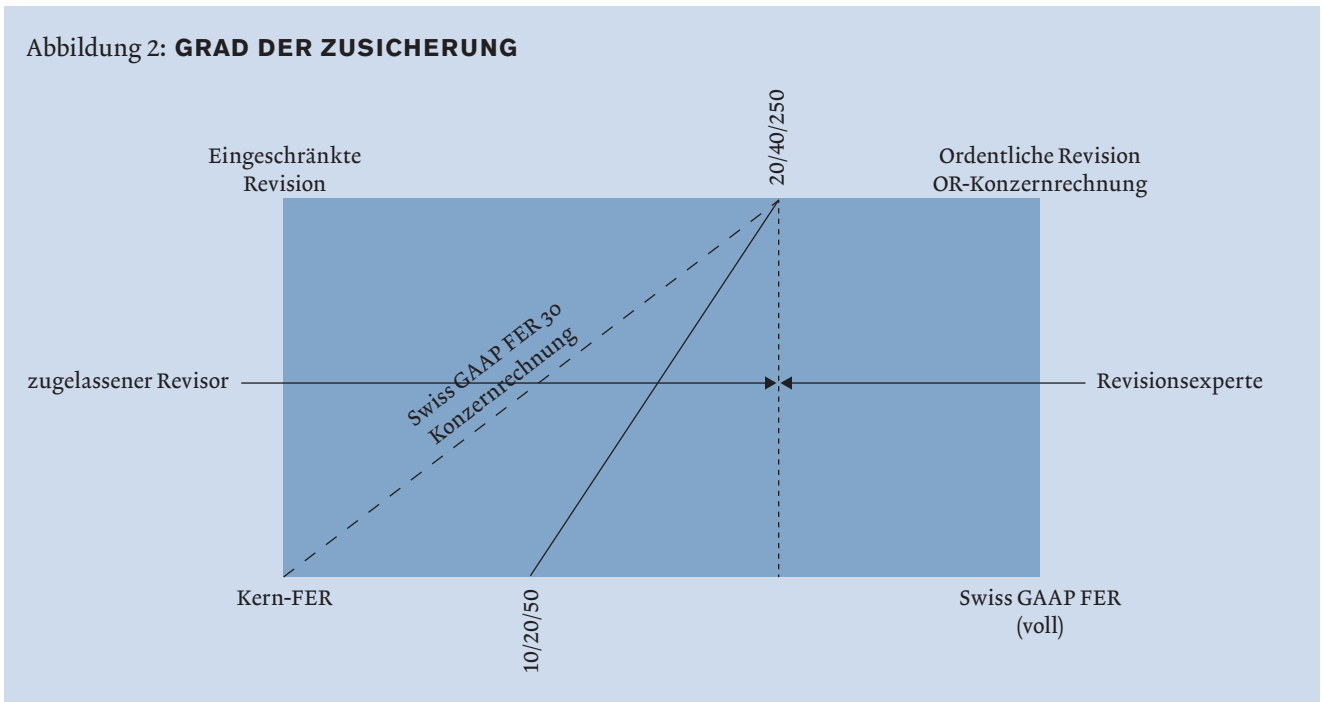 Abbildung 2: GRAD DER ZUSICHERUNG
20/40/250
Eingeschränkte
Revision
Ordentliche Revision
OR-Konzernrechnung
Swiss GAAP FER 30
Konzernrechnung
zugelassener Revisor
Revisionsexperte
Kern-FER
10/20/50
Swiss GAAP FER
(voll)